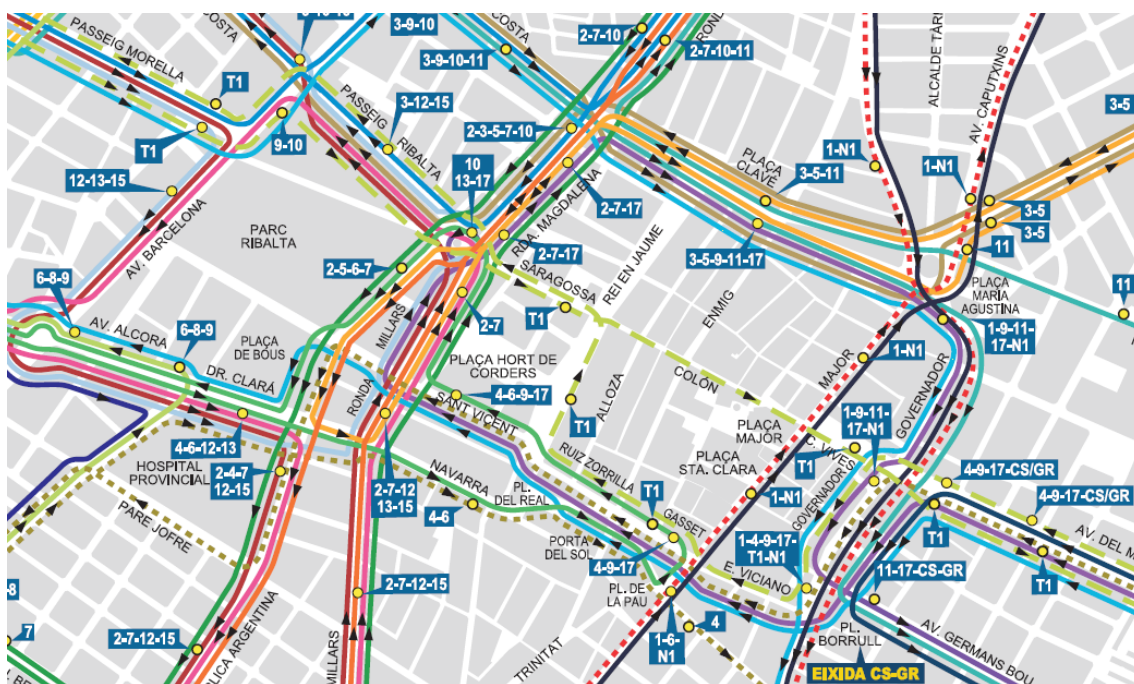 PASSEIG MORELLA
COSTA
3-9-10
COSTA
2-7-10
RONDA
2-7-10-11
3-9-10-11
ALCALDE TÀR
AV. CAPUTXINS
3-5
T1
T1
9-10
PASSEIG
RIBALTA
3-12-15
2-3-5-7-10
PLAÇA
CLAVÉ
3-5-11
1-N1
1-N1
3-5
3-5
12-13-15
10
13-17
2-7-17
11
AV. BARCELONA
PARC
RIBALTA
RDA. MAGDALENA
2-7-17
REI EN JAUME
3-5-9-11-17
2-5-6-7
SARAGOSSA
ENMIG
PLAÇA
MARIA
AGUSTINA
11
6-8-9
AV. ALCORA
6-8-9
MILLARS
2-7
T1
1-9-11-
17-N1
PLAÇA
DE BOUS
DR. CLARÁ
RONDA
PLAÇA HORT DE
CORDERS
MAJOR
1-N1
COLÓN
GOVERNADOR
SANT VICENT
4-6-9-17
ALLOZA
T1
4-6-12-13
PLAÇA
MAJOR
1-9-11-
17-N1
HOSPITAL
PROVINCIAL
2-4-7
12-15
NAVARRA
RUIZ ZORRILLA
PLAÇA
STA. CLARA
T1
C. VIVES
4-9-17-CS/GR
2-7-12
13-15
PL.
DEL REAL
4-6
1-N1
GOVERNADOR
4-9-17-CS/GR
PARE JOFRE
T1
GASSET
T1
AV. DEL M
PORTA
DEL SOL
1-4-9-17-
T1-N1
T1
4-9-17
E. VICIANO
11-17-CS-GR
2-7-12-15
PL. DE
LA PAU
-8
7
4
1-6-
N1
PL.
BORRULL
AV. GERMANS BOU
2-7-12-15
BLICA ARGENTINA
MILLARS
TRINITAT
EIXIDA CS-GR